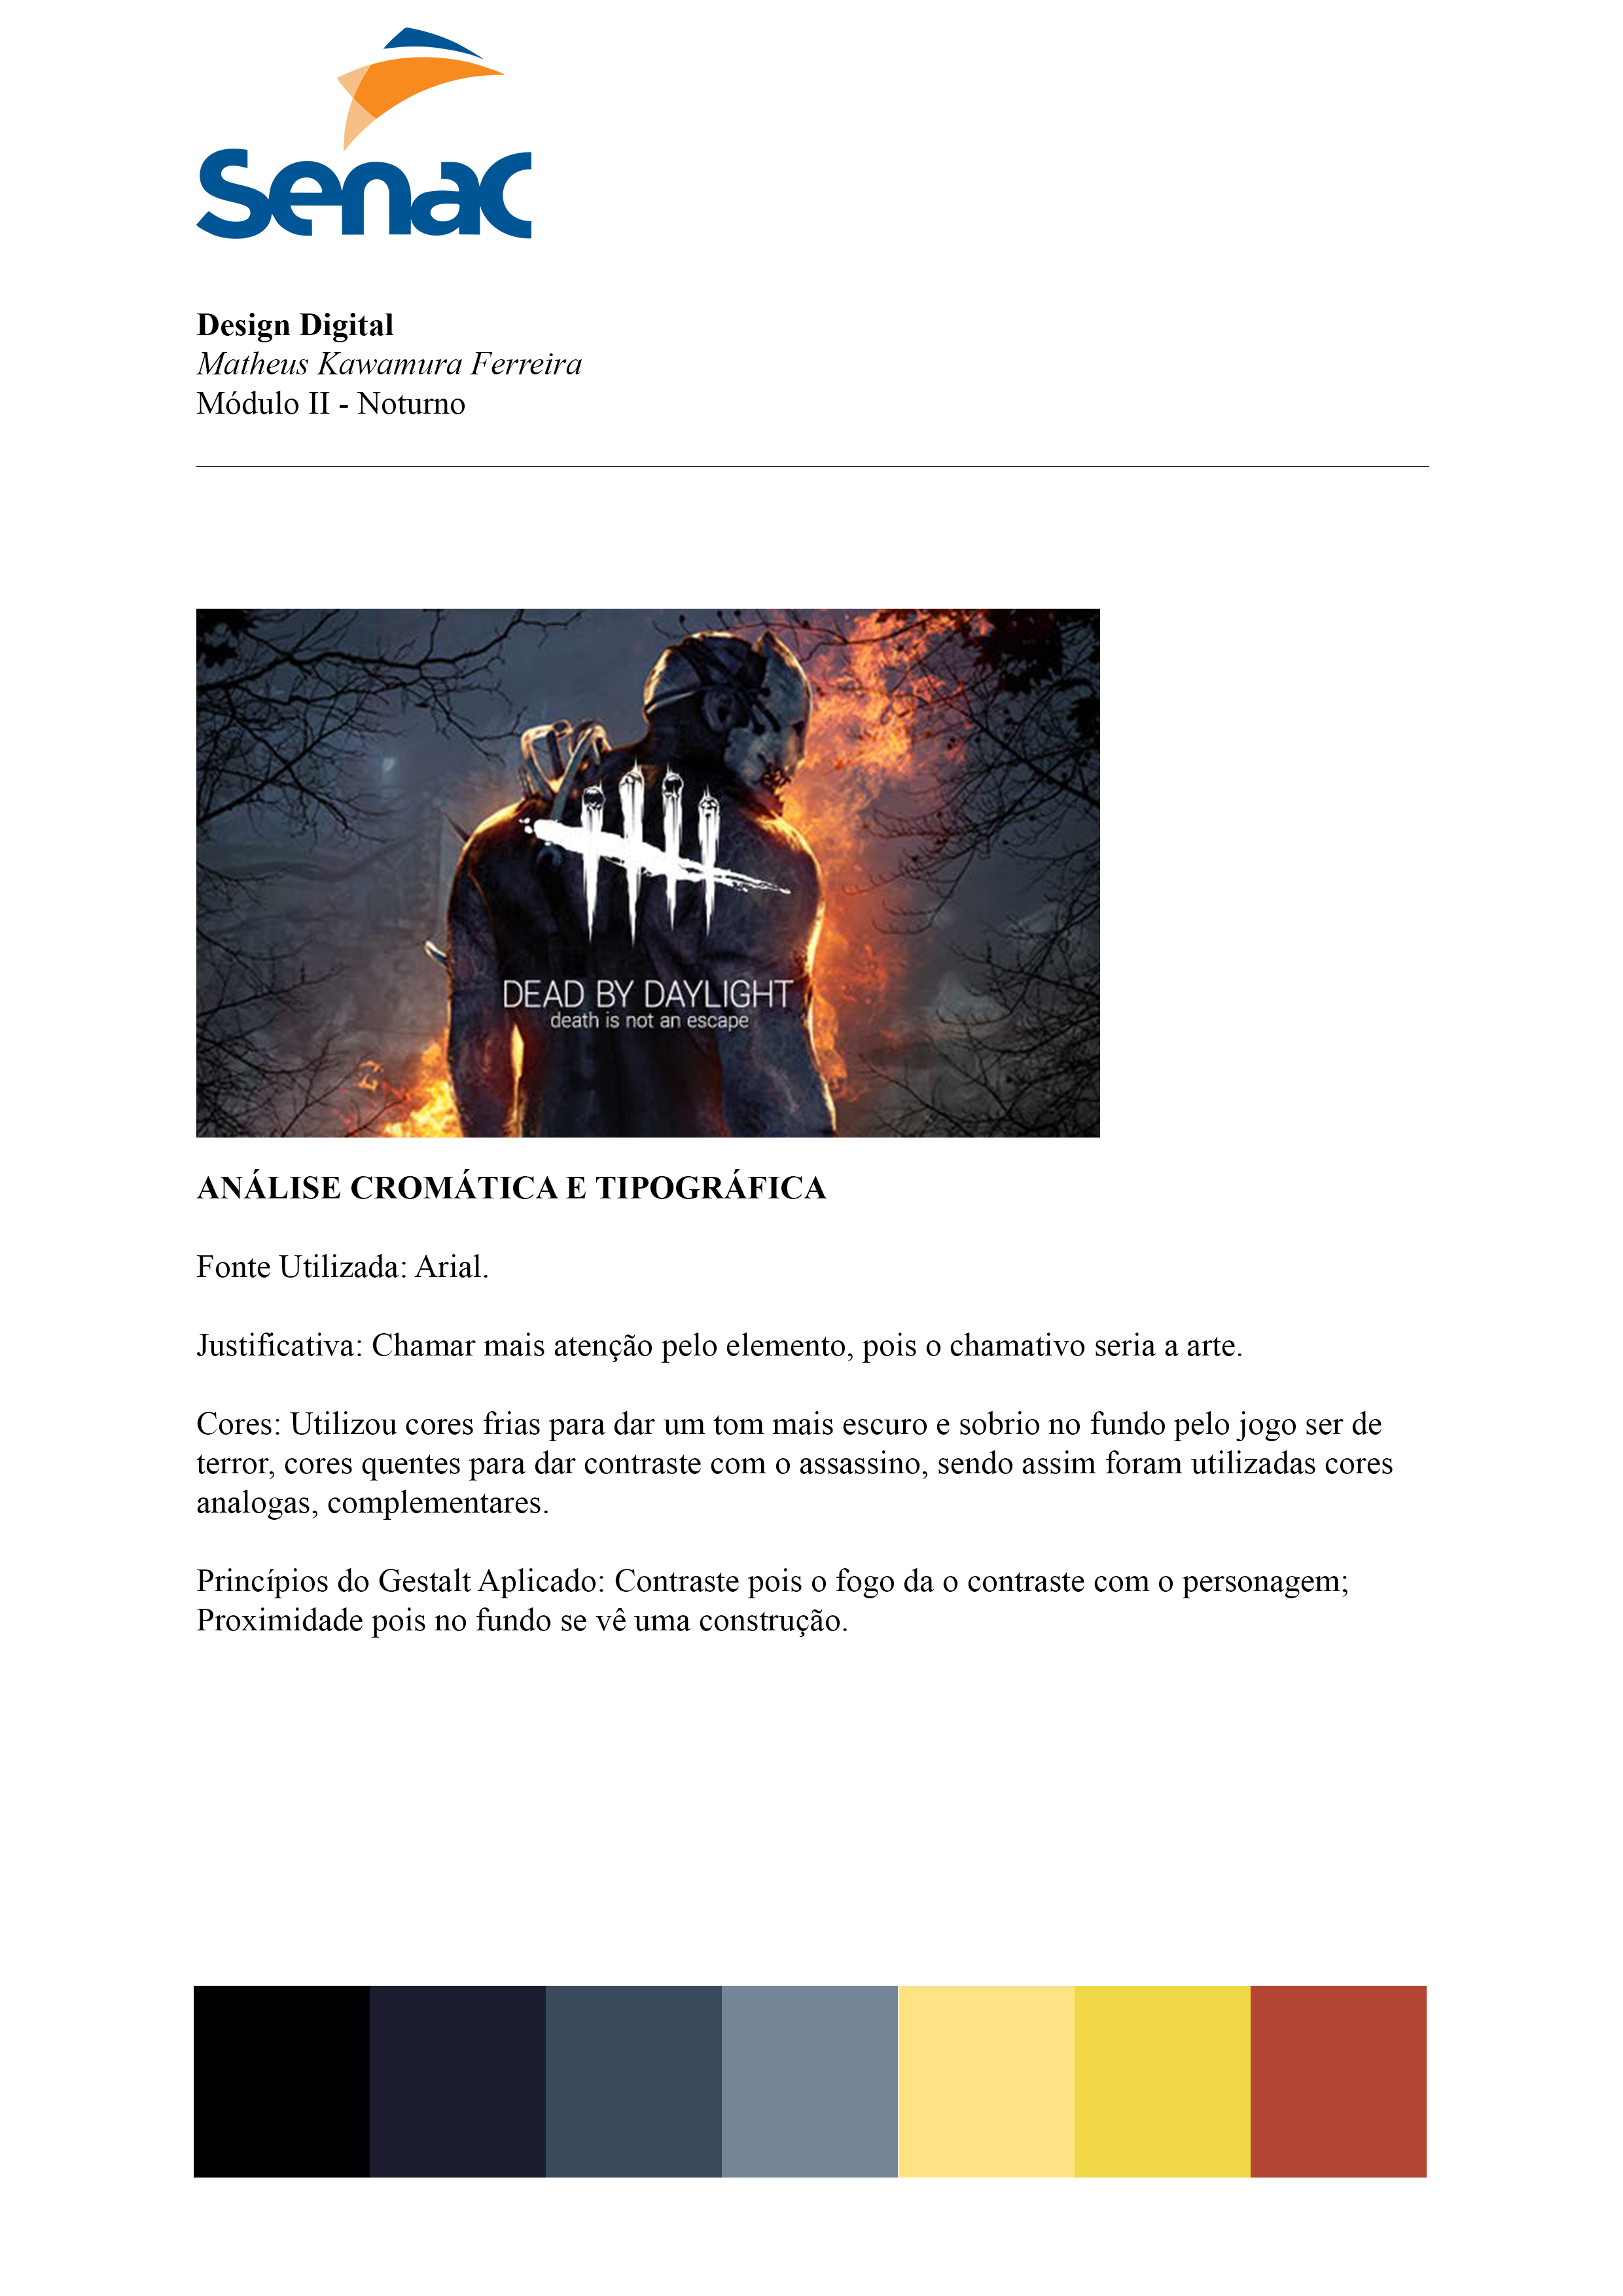 Senac
Design Digital
Matheus Kawamura Ferreira
Módulo II - Noturno
DEAD BY DAYLIGHT
death is not an escape
ANÁLISE CROMÁTICA E TIPOGRÁFICA
Fonte Utilizada: Arial.
Justificativa: Chamar mais atenção pelo elemento, pois o chamativo seria a arte.
Cores: Utilizou cores frias para dar um tom mais escuro e sobrio no fundo pelo jogo ser de
terror, cores quentes para dar contraste com o assassino, sendo assim foram utilizadas cores
analogas, complementares.
Princípios do Gestalt Aplicado: Contraste pois o fogo da o contraste com o personagem;
Proximidade pois no fundo se vê uma construção.